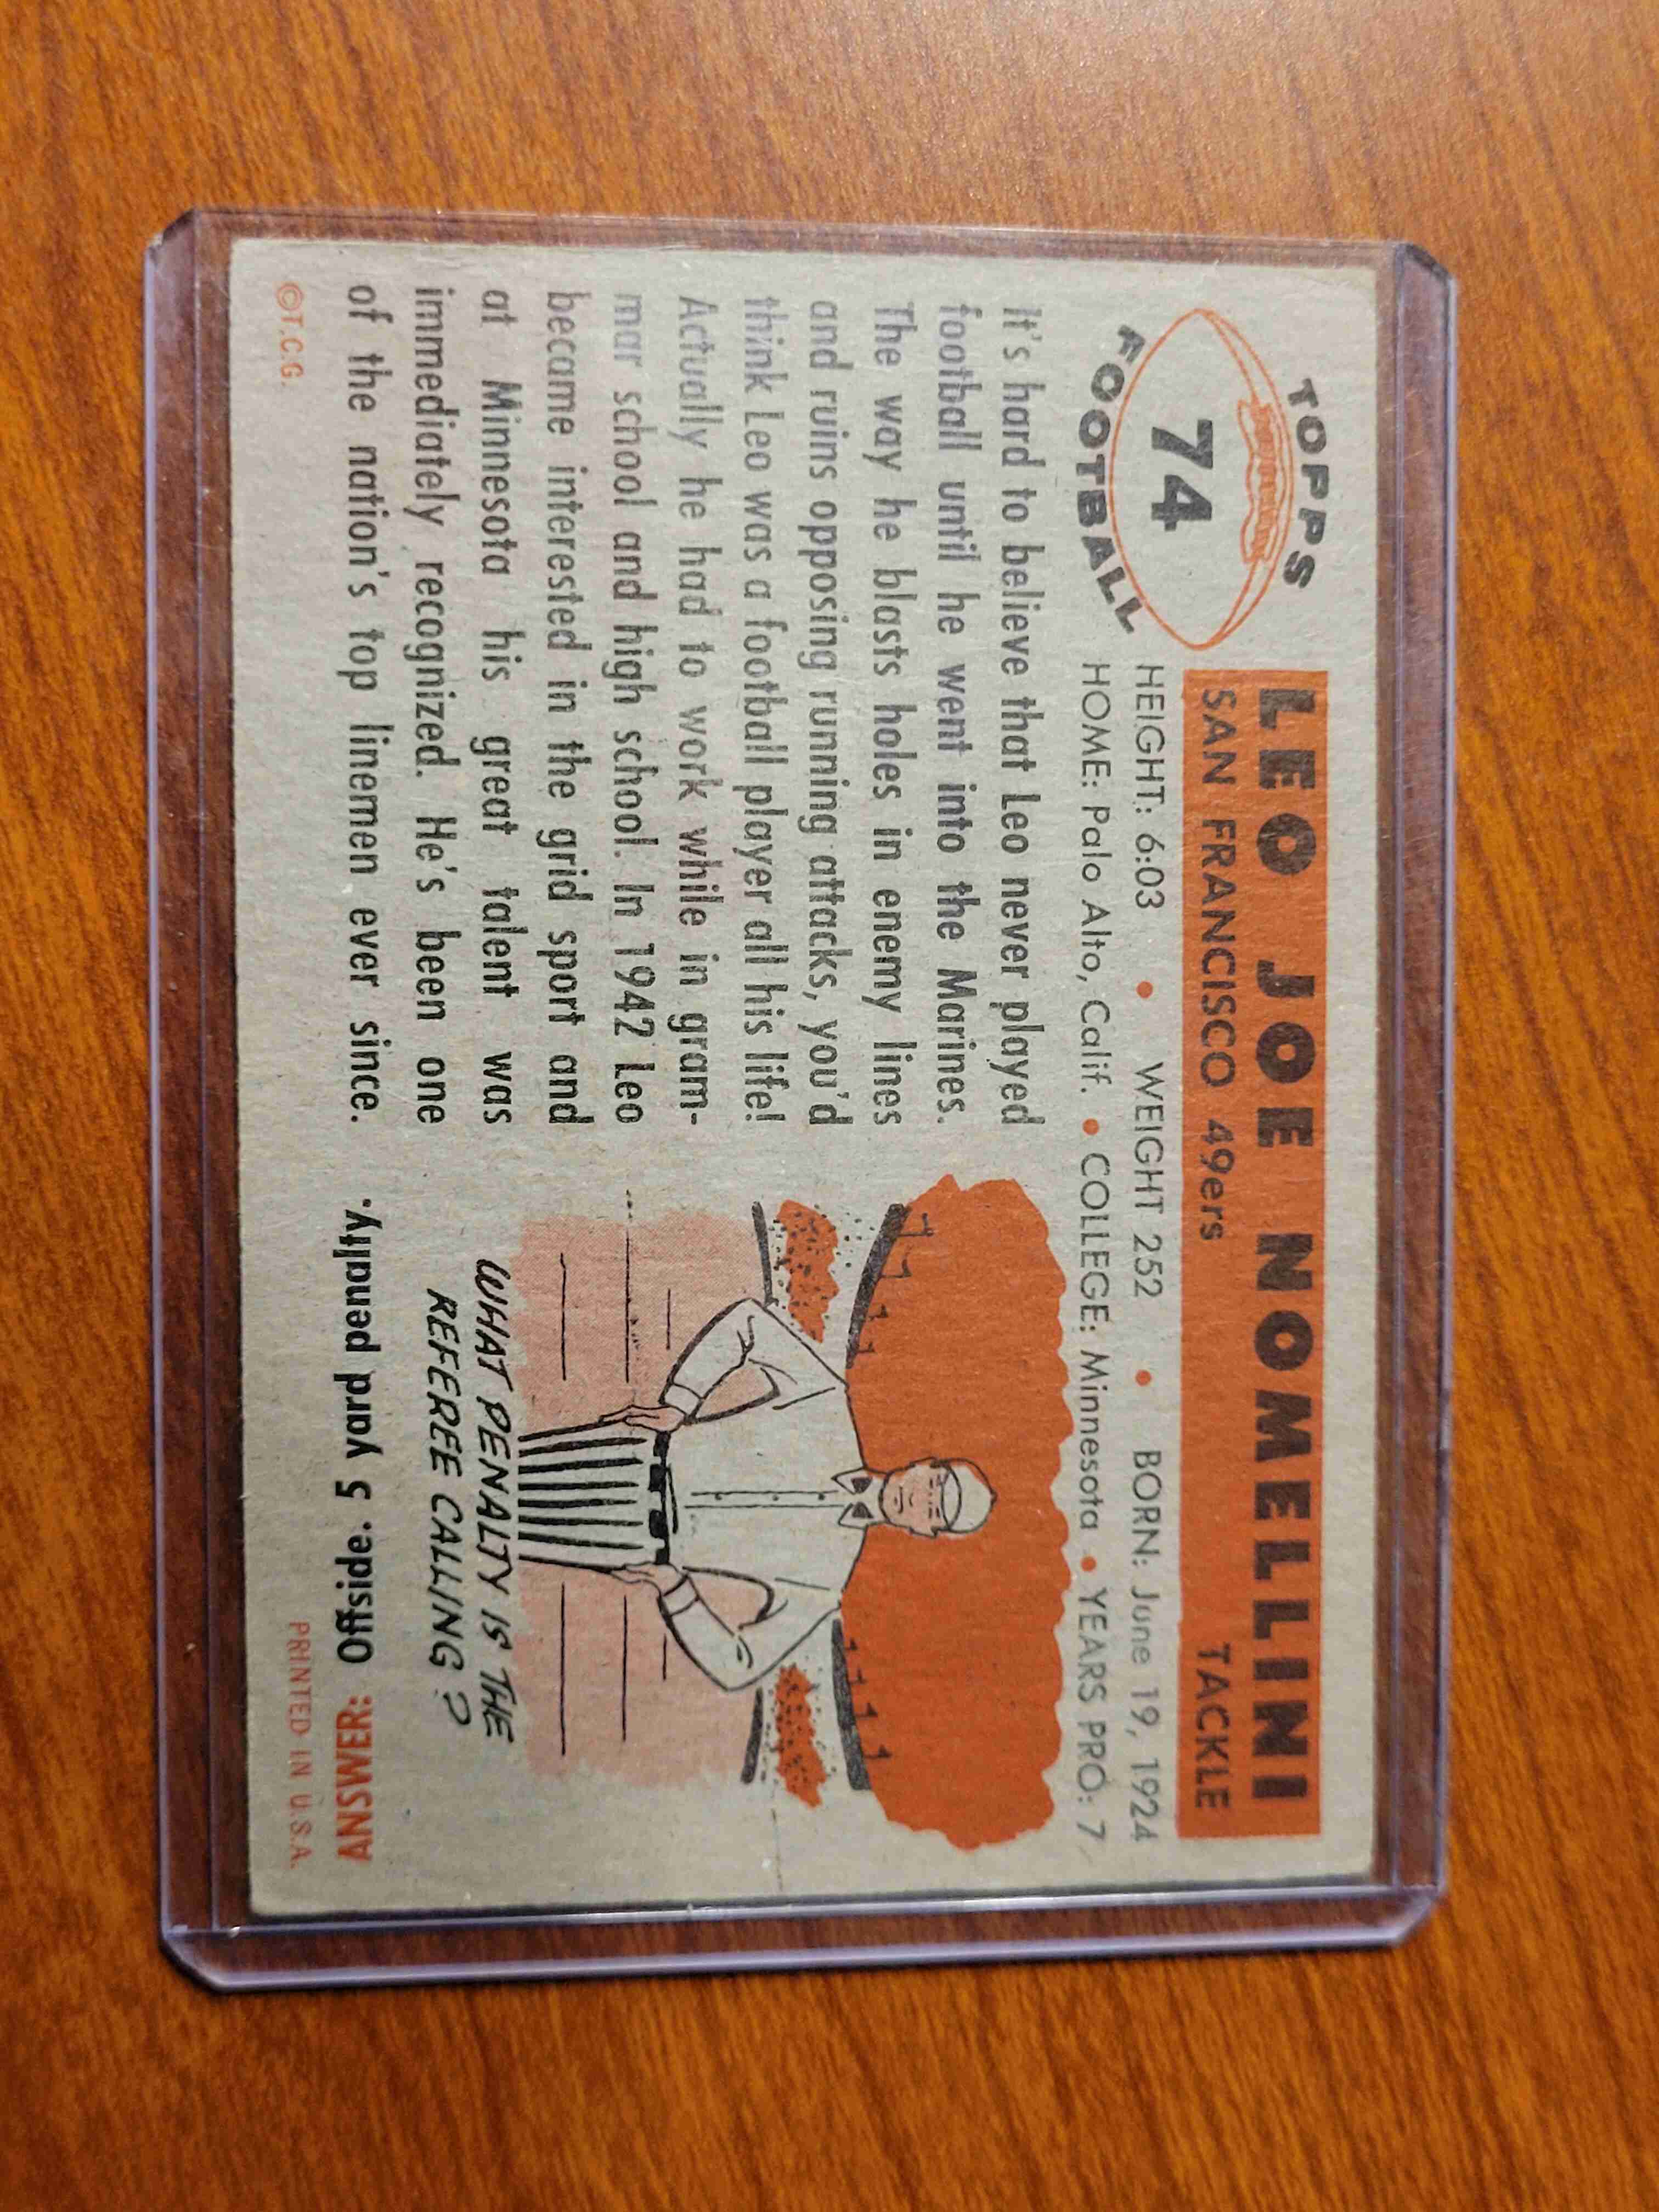 TOPPS
74
FOOTBALL
LEO JOE NOMELLINI
SAN FRANCISCO 49ers TACKLE
HEIGHT: 6:03 • WEIGHT 252 • BORN: June 19, 1924
HOME: Palo Alto, Calif. • COLLEGE: Minnesota • YEARS PRO: 7
It's hard to believe that Leo never played
football until he went into the Marines.
The way he blasts holes in enemy lines
and ruins opposing running attacks, you'd
think Leo was a football player all his life!
Actually he had to work while in gram-
mar school and high school. In 1942 Leo
became interested in the grid sport and
at Minnesota his great talent was
immediately recognized. He's been one
of the nation's top linemen ever since.
WHAT PENALTY IS THE
REFEREE CALLING?
ANSWER: Offside. 5 yard penalty.
©T.C.G.
PRINTED IN U.S.A.